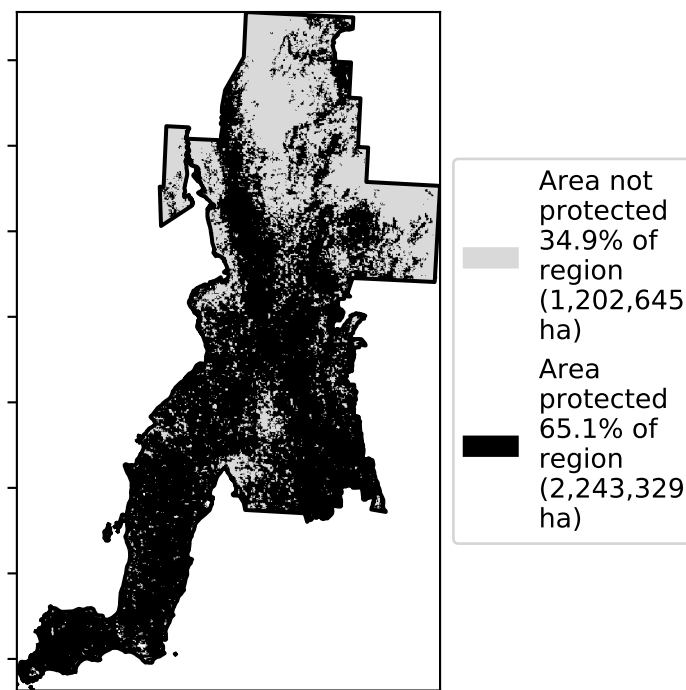 Area not
protected
34.9% of
region
(1,202,645
ha)
Area
protected
65.1% of
region
(2,243,329
ha)